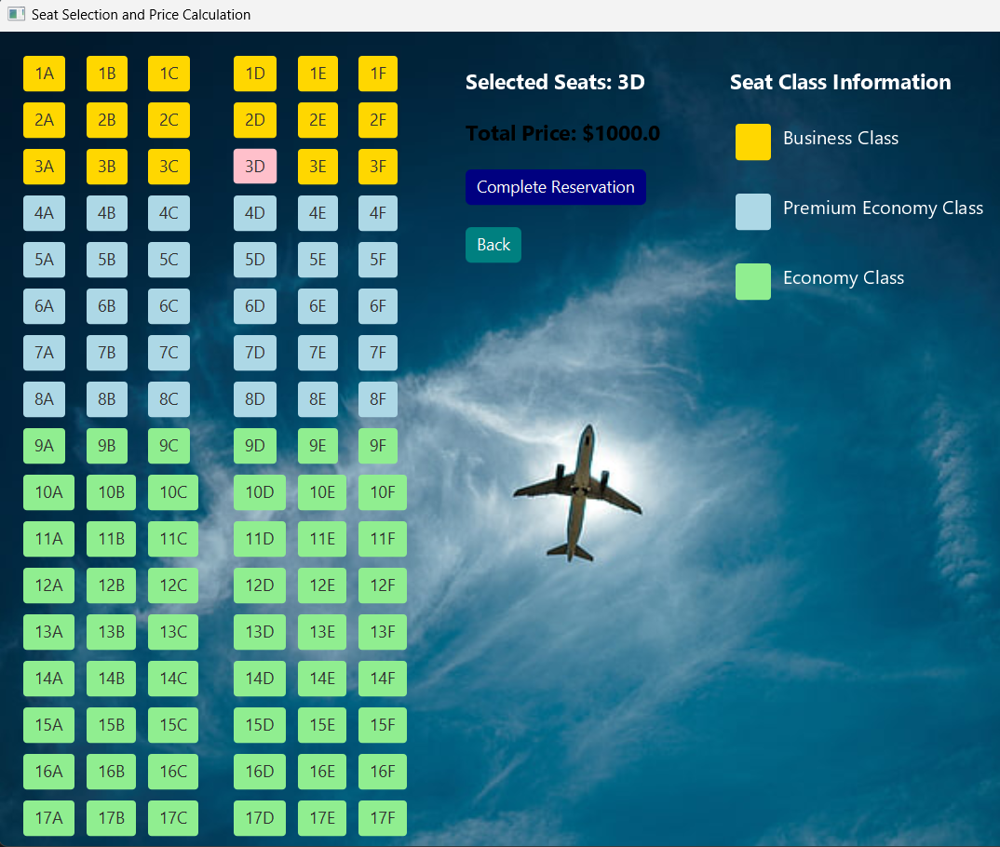 Seat Selection and Price Calculation
1A 1B 1C 1D 1E 1F
2A 2B 2C 2D 2E 2F
3A 3B 3C 3D 3E 3F
4A 4B 4C 4D 4E 4F
5A 5B 5C 5D 5E 5F
6A 6B 6C 6D 6E 6F
7A 7B 7C 7D 7E 7F
8A 8B 8C 8D 8E 8F
9A 9B 9C 9D 9E 9F
10A 10B 10C 10D 10E 10F
11A 11B 11C 11D 11E 11F
12A 12B 12C 12D 12E 12F
13A 13B 13C 13D 13E 13F
14A 14B 14C 14D 14E 14F
15A 15B 15C 15D 15E 15F
16A 16B 16C 16D 16E 16F
17A 17B 17C 17D 17E 17F
Selected Seats: 3D
Total Price: $1000.0
Complete Reservation
Back
Seat Class Information
Business Class
Premium Economy Class
Economy Class